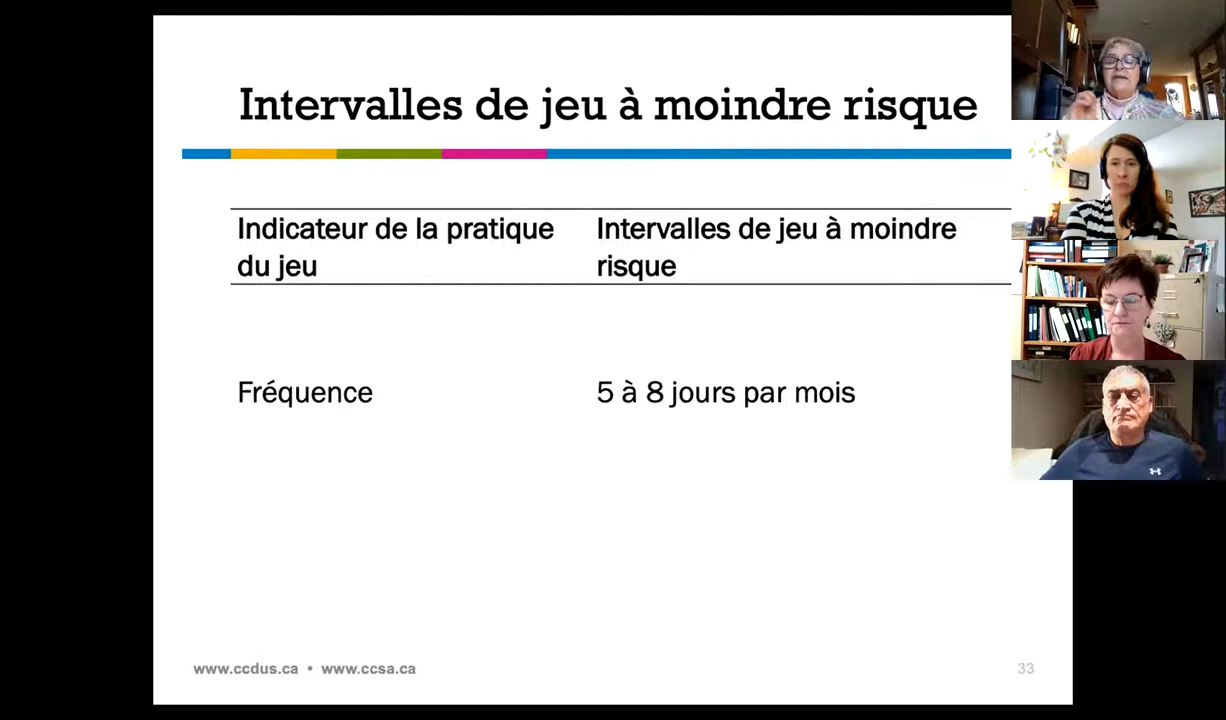 Intervalles de jeu à moindre risque
Indicateur de la pratique
du jeu
Intervalles de jeu à moindre
risque
Fréquence
5 à 8 jours par mois
www.ccdus.ca • www.ccsa.ca
33